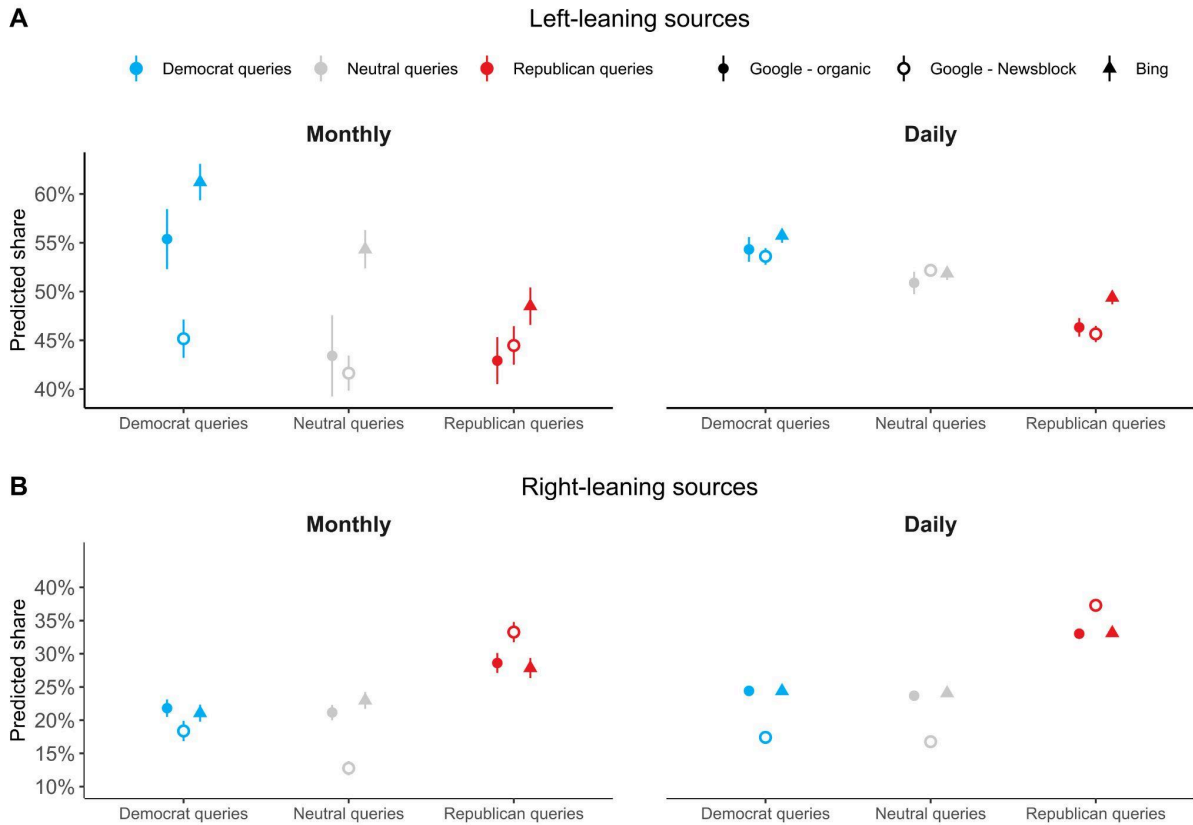 A
Left-leaning sources
Democrat queries Neutral queries Republican queries Google - organic Google - Newsblock Bing
Monthly Daily
Predicted share
60%
55%
50%
45%
40%
Democrat queries Neutral queries Republican queries Democrat queries Neutral queries Republican queries
B
Right-leaning sources
Monthly Daily
Predicted share
40%
35%
30%
25%
20%
15%
10%
Democrat queries Neutral queries Republican queries Democrat queries Neutral queries Republican queries